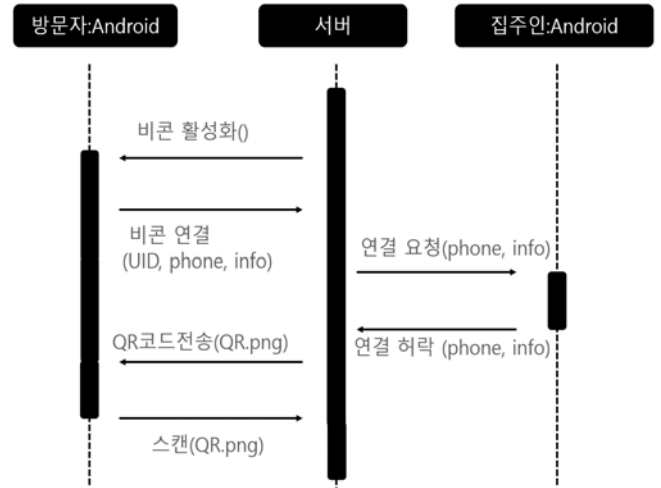 방문자:Android
서버
집주인:Android
비콘 활성화()
비콘 연결
(UID, phone, info)
연결 요청(phone, info)
연결 허락 (phone, info)
QR코드전송(QR.png)
스캔(QR.png)